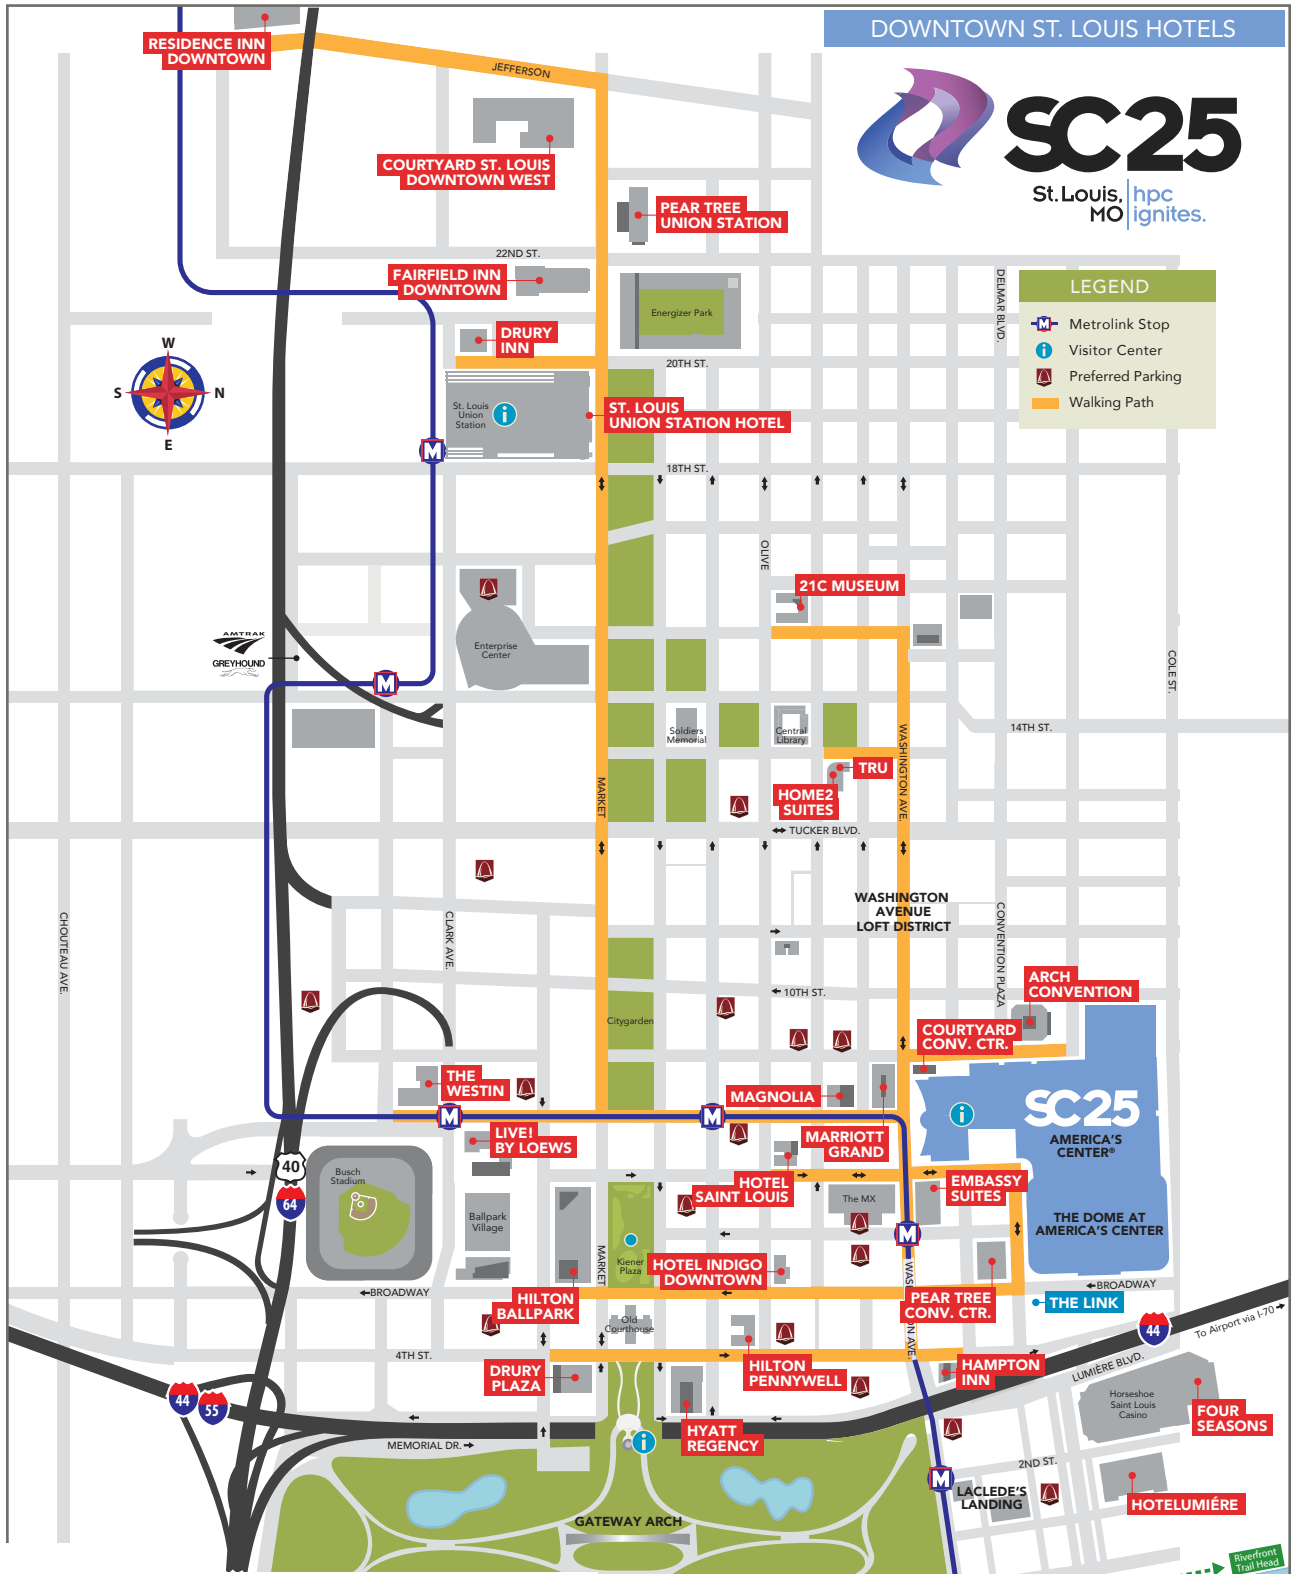 DOWNTOWN ST. LOUIS HOTELS
SC25
St. Louis,
MO
hpc
ignites.
RESIDENCE INN
DOWNTOWN
JEFFERSON
COURTYARD ST. LOUIS
DOWNTOWN WEST
PEAR TREE
UNION STATION
22ND ST.
FAIRFIELD INN
DOWNTOWN
Energizer Park
DELMAR BLVD.
LEGEND
M Metrolink Stop
i Visitor Center
Preferred Parking
Walking Path
DRURY
INN
20TH ST.
W
S
N
E
St. Louis
Union
Station
i
ST. LOUIS
UNION STATION HOTEL
M
18TH ST.
OLIVE
21C MUSEUM
AMTRAK
GREYHOUND
Enterprise
Center
COLE ST.
M
Soldiers
Memorial
Central
Library
14TH ST.
WASHINGTON AVE.
MARKET
TRU
HOME2
SUITES
TUCKER BLVD.
WASHINGTON
AVENUE
LOFT DISTRICT
CHOUTEAU AVE.
CLARK AVE.
CONVENTION PLAZA
10TH ST.
ARCH
CONVENTION
Citygarden
COURTYARD
CONV. CTR.
THE
WESTIN
MAGNOLIA
SC25
AMERICA'S
CENTER®
i
M
M
LIVE!
BY LOEWS
MARRIOTT
GRAND
40
64
Busch
Stadium
HOTEL
SAINT LOUIS
EMBASSY
SUITES
The MX
Ballpark
Village
THE DOME AT
AMERICA'S CENTER
M
MARKET
Kiener
Plaza
HOTEL INDIGO
DOWNTOWN
BROADWAY
BROADWAY
HILTON
BALLPARK
PEAR TREE
CONV. CTR.
THE LINK
Old
Courthouse
44
To Airport via I-70
4TH ST.
DRURY
PLAZA
HILTON
PENNYWELL
HAMPTON
INN
LUMIÈRE BLVD.
44
55
Horseshoe
Saint Louis
Casino
FOUR
SEASONS
HYATT
REGENCY
MEMORIAL DR.
i
2ND ST.
M
LACLEDE'S
LANDING
HOTELUMIÉRE
GATEWAY ARCH
Riverfront
Trail Head